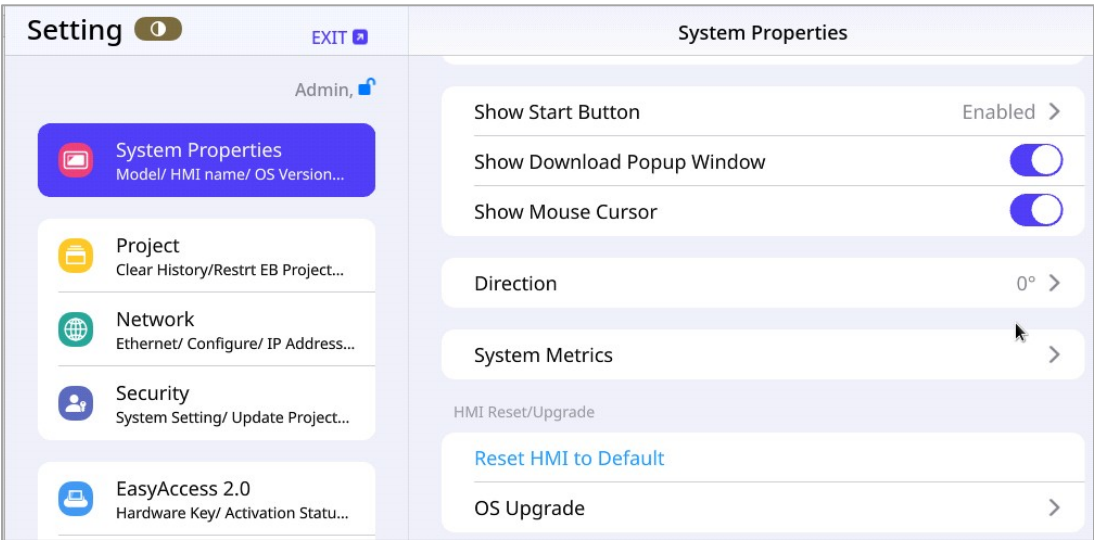 Setting
EXIT
Admin,
System Properties
Model/ HMI name/ OS Version...
Project
Clear History/Restrt EB Project...
Network
Ethernet/ Configure/ IP Address...
Security
System Setting/ Update Project...
EasyAccess 2.0
Hardware Key/ Activation Statu...
System Properties
Show Start Button Enabled
Show Download Popup Window
Show Mouse Cursor
Direction 0°
System Metrics
HMI Reset/Upgrade
Reset HMI to Default
OS Upgrade